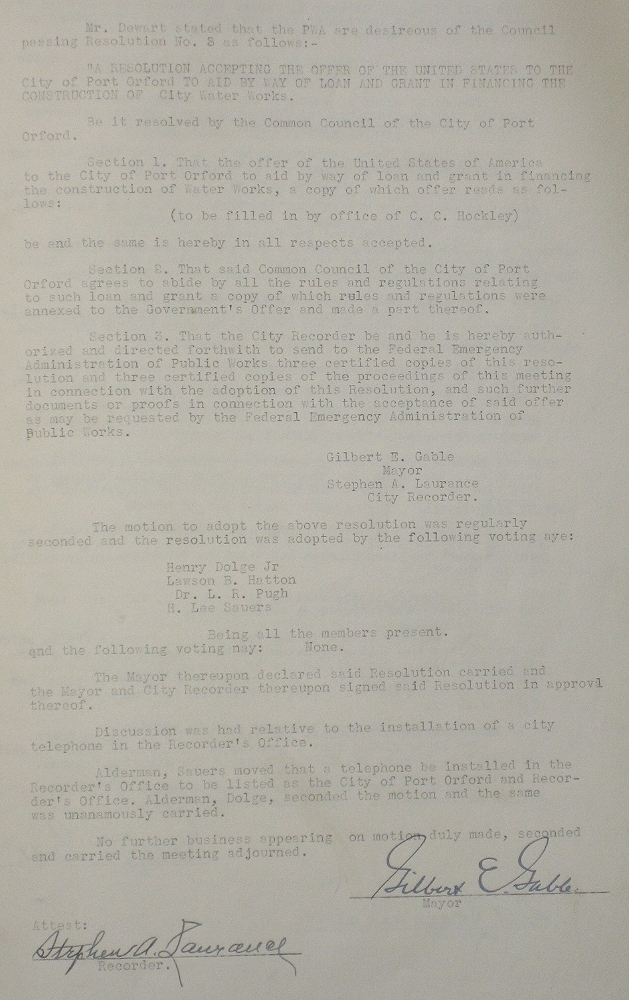 Mr. Dewart stated that the PWA are desireous of the Council
passing Resolution No. 3 as follows:-
"A RESOLUTION ACCEPTING THE OFFER OF THE UNITED STATES TO THE
City of Port Orford TO AID BY WAY OF LOAN AND GRANT IN FINANCING THE
CONSTRUCTION OF City Water Works.
Be it resolved by the Common Council of the City of Port
Orford.
Section 1. That the offer of the United States of America
to the City of Port Orford to aid by way of loan and grant in financing
the construction of Water Works, a copy of which offer reads as fol-
lows:
(to be filled in by office of C. C. Hockley)
be and the same is hereby in all respects accepted.
Section 2. That said Common Council of the City of Port
Orford agrees to abide by all the rules and regulations relating
to such loan and grant a copy of which rules and regulations were
annexed to the Government's Offer and made a part thereof.
Section 3. That the City Recorder be and he is hereby auth-
orized and directed forthwith to send to the Federal Emergency
Administration of Public Works three certified copies of this reso-
lution and three certified copies of the proceedings of this meeting
in connection with the adoption of this Resolution, and such further
documents or proofs in connection with the acceptance of said offer
as may be requested by the Federal Emergency Administration of
Public Works.
Gilbert E. Gable
Mayor
Stephen A. Laurance
City Recorder.
The motion to adopt the above resolution was regularly
seconded and the resolution was adopted by the following voting aye:
Henry Dolge Jr
Lawson B. Hatton
Dr. L. R. Pugh
H. Lee Sauers
Being all the members present.
qnd the following voting nay: None.
The Mayor thereupon declared said Resolution carried and
the Mayor and City Recorder thereupon signed said Resolution in approvl
thereof.
Discussion was had relative to the installation of a city
telephone in the Recorder's Office.
Alderman, Sauers moved that a telephone be installed in the
Recorder's Office to be listed as the City of Port Orford and Recor-
der's Office. Alderman, Dolge, seconded the motion and the same
was unanamously carried.
No further business appearing on motion duly made, seconded
and carried the meeting adjourned.
Gilbert E. Gable
Mayor
Attest:
Stephen A. Laurance
Recorder.